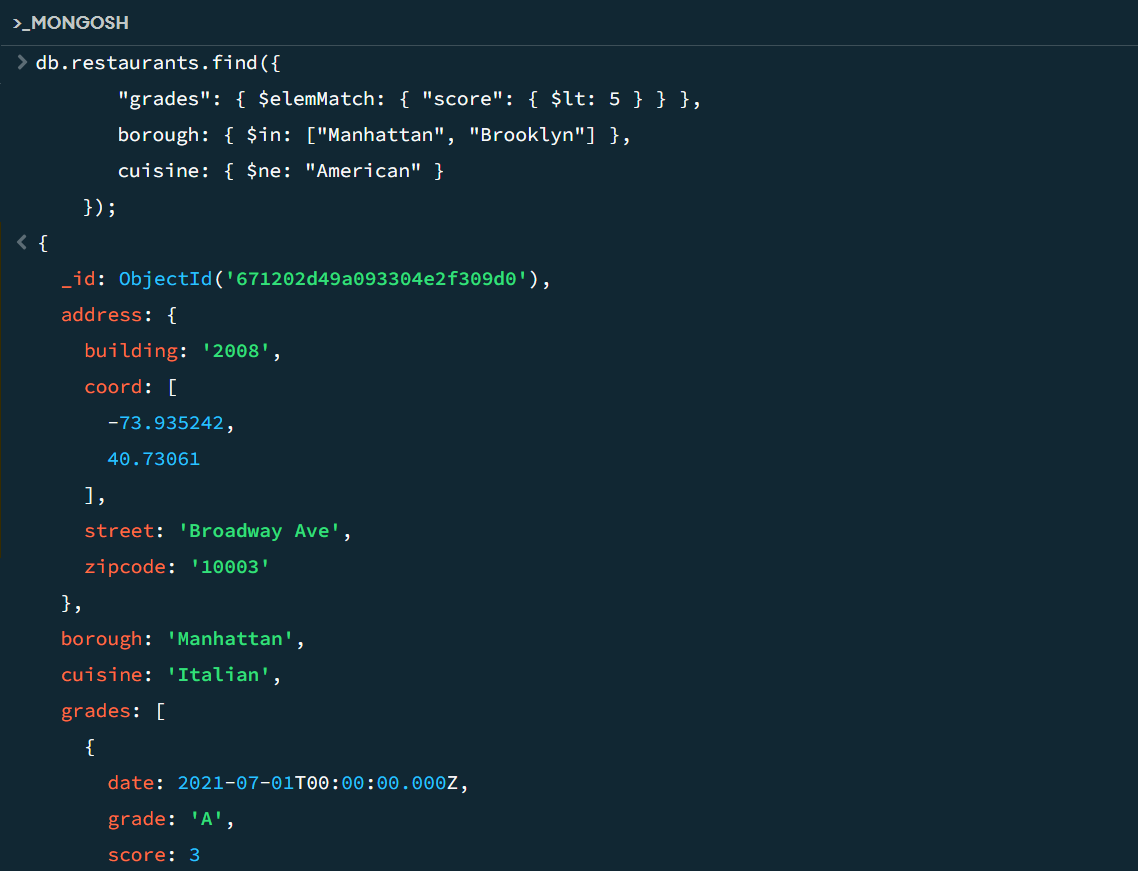 >_MONGOSH
> db.restaurants.find({
"grades": { $elemMatch: { "score": { $lt: 5 } } },
borough: { $in: ["Manhattan", "Brooklyn"] },
cuisine: { $ne: "American" }
});
< {
_id: ObjectId('671202d49a093304e2f309d0'),
address: {
building: '2008',
coord: [
-73.935242,
40.73061
],
street: 'Broadway Ave',
zipcode: '10003'
},
borough: 'Manhattan',
cuisine: 'Italian',
grades: [
{
date: 2021-07-01T00:00:00.000Z,
grade: 'A',
score: 3